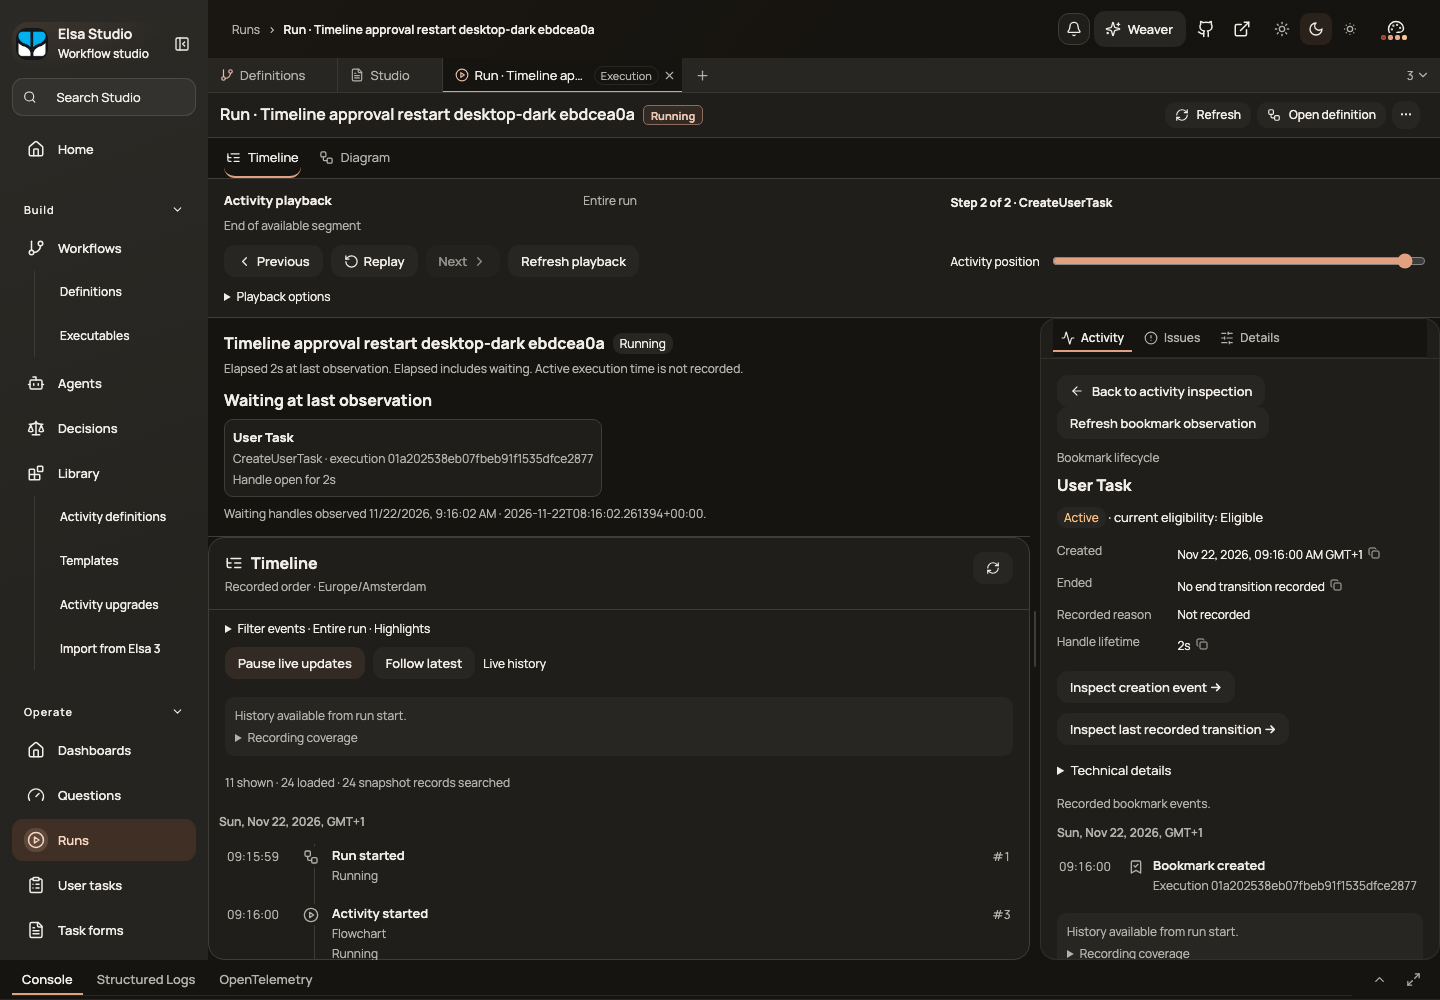 Elsa Studio
Workflow studio
Search Studio
Home
Build
Workflows
Definitions
Executables
Agents
Decisions
Library
Activity definitions
Templates
Activity upgrades
Import from Elsa 3
Operate
Dashboards
Questions
Runs
User tasks
Task forms
Runs › Run · Timeline approval restart desktop-dark ebdcea0a
Weaver
Definitions
Studio
Run · Timeline ap... Execution
3
Run · Timeline approval restart desktop-dark ebdcea0a Running
Refresh
Open definition
Timeline
Diagram
Activity playback
Entire run
Step 2 of 2 · CreateUserTask
End of available segment
Previous
Replay
Next
Refresh playback
Activity position
Playback options
Timeline approval restart desktop-dark ebdcea0a Running
Elapsed 2s at last observation. Elapsed includes waiting. Active execution time is not recorded.
Waiting at last observation
User Task
CreateUserTask · execution 01a202538eb07fbeb91f1535dfce2877
Handle open for 2s
Waiting handles observed 11/22/2026, 9:16:02 AM · 2026-11-22T08:16:02.261394+00:00.
Timeline
Recorded order · Europe/Amsterdam
Filter events · Entire run · Highlights
Pause live updates
Follow latest
Live history
History available from run start.
Recording coverage
11 shown · 24 loaded · 24 snapshot records searched
Sun, Nov 22, 2026, GMT+1
09:15:59 Run started #1
Running
09:16:00 Activity started #3
Flowchart
Running
Activity
Issues
Details
Back to activity inspection
Refresh bookmark observation
Bookmark lifecycle
User Task
Active · current eligibility: Eligible
Created Nov 22, 2026, 09:16:00 AM GMT+1
Ended No end transition recorded
Recorded reason Not recorded
Handle lifetime 2s
Inspect creation event →
Inspect last recorded transition →
Technical details
Recorded bookmark events.
Sun, Nov 22, 2026, GMT+1
09:16:00 Bookmark created
Execution 01a202538eb07fbeb91f1535dfce2877
History available from run start.
Recording coverage
Console
Structured Logs
OpenTelemetry